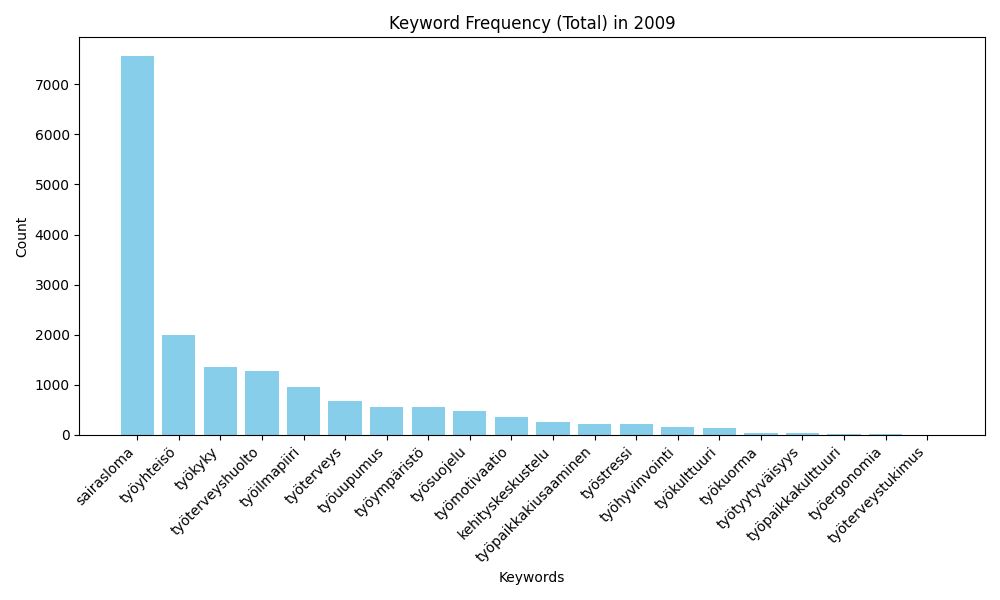 Keyword Frequency (Total) in 2009
Count
7000
6000
5000
4000
3000
2000
1000
0
sairasloma
työyhteisö
työkyky
työterveyshuolto
työilmapiiri
työterveys
työuupumus
työympäristö
työsuojelu
työmotivaatio
kehityskeskustelu
työpaikkakiusaaminen
työstressi
työhyvinvointi
työkulttuuri
työkuorma
työtyytyväisyys
työpaikkakulttuuri
työergonomia
työterveystukimus
Keywords